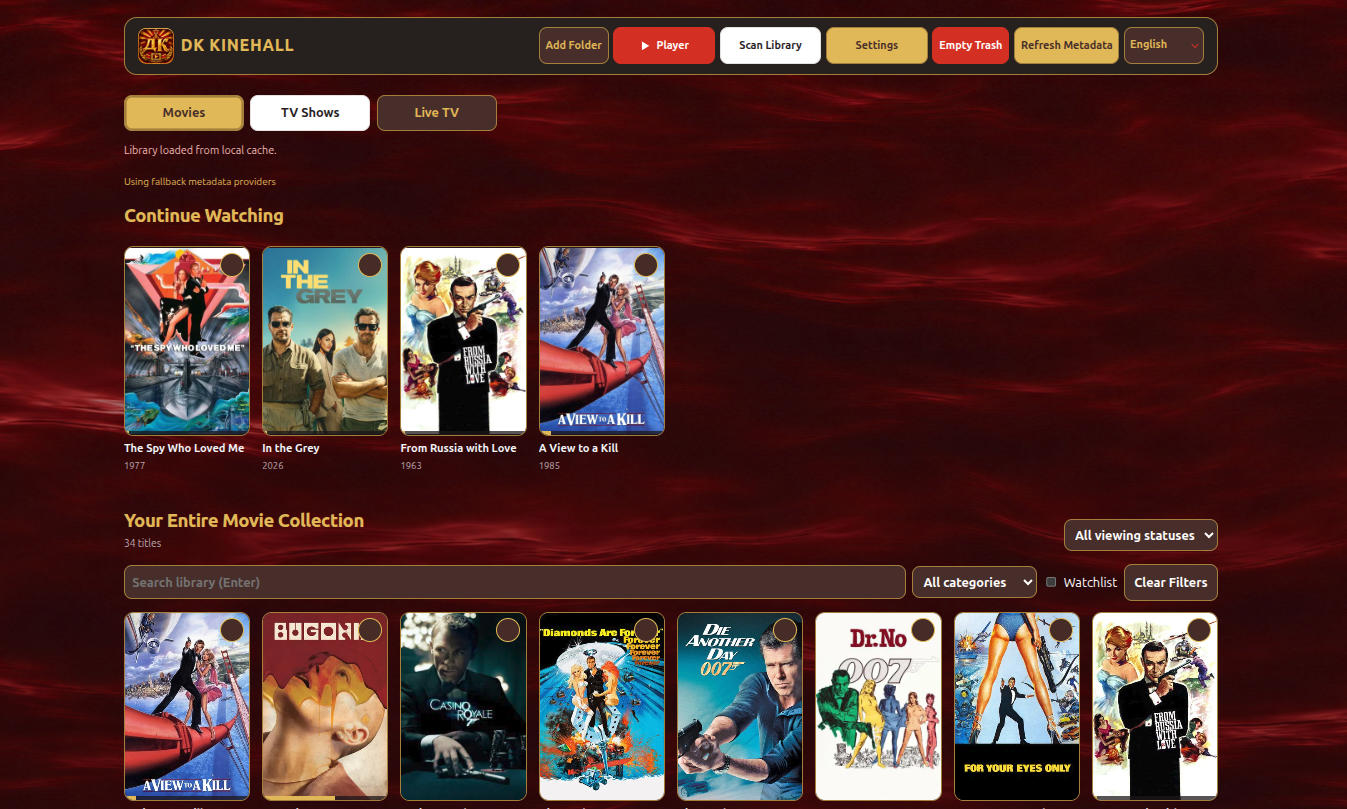 ДК
DK KINEHALL
Add Folder
Player
Scan Library
Settings
Empty Trash
Refresh Metadata
English
Movies
TV Shows
Live TV
Library loaded from local cache.
Using fallback metadata providers
Continue Watching
"THE SPY WHO LOVED ME"
IN
THE
GREY
FROM
RUSSIA
WITH
LOVE
A VIEW TO A KILL
The Spy Who Loved Me
In the Grey
From Russia with Love
A View to a Kill
1977
2026
1963
1985
Your Entire Movie Collection
34 titles
All viewing statuses
Search library (Enter)
All categories
Watchlist
Clear Filters
A VIEW TO A KILL
CASINO
ROYALE
"Diamonds Are
Forever
Forever
Forever
DIE
ANOTHER
DAY
007
Dr. No
007
FOR YOUR EYES ONLY
FROM
RUSSIA
WITH
LOVE